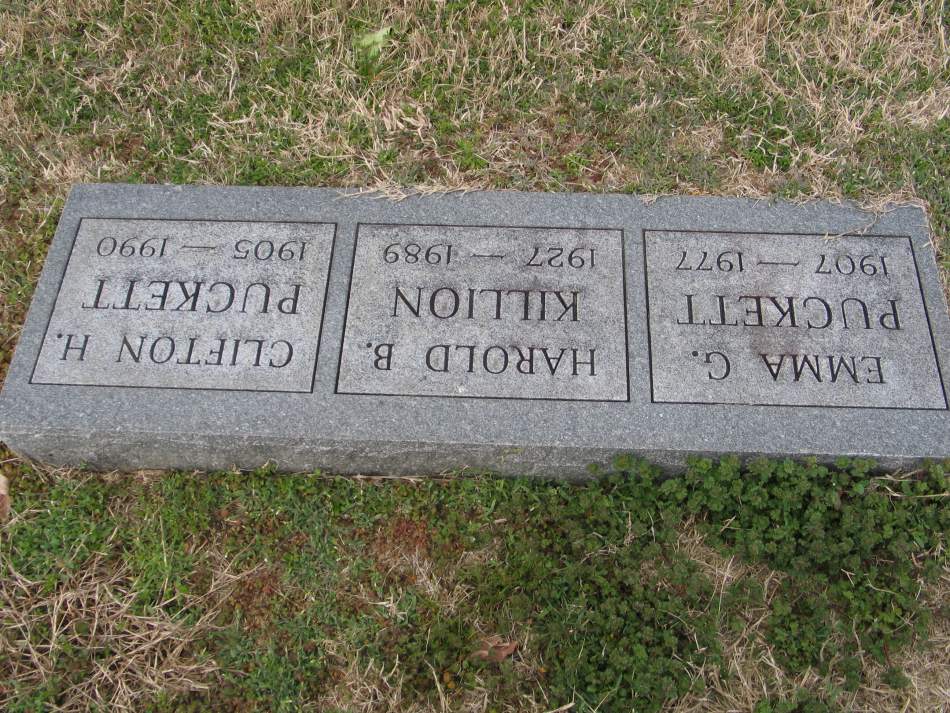 EMMA G.
PUCKETT
1907 — 1977
HAROLD B.
KILLION
1927 — 1989
CLIFTON H.
PUCKETT
1905 — 1990